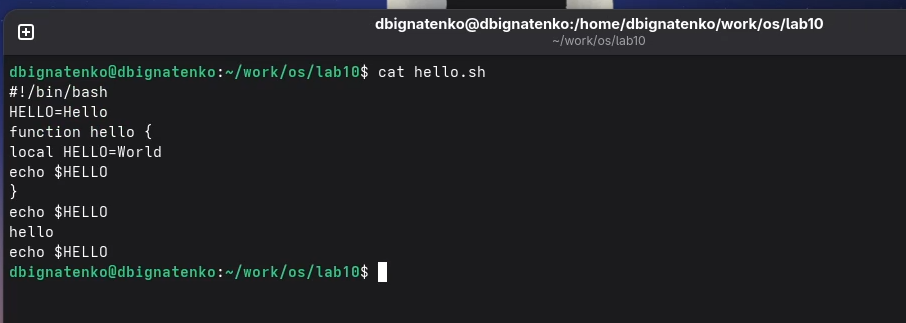 dbignatenko@dbignatenko:/home/dbignatenko/work/os/lab10
~/work/os/lab10
dbignatenko@dbignatenko:~/work/os/lab10$ cat hello.sh
#!/bin/bash
HELLO=Hello
function hello {
local HELLO=World
echo $HELLO
}
echo $HELLO
hello
echo $HELLO
dbignatenko@dbignatenko:~/work/os/lab10$